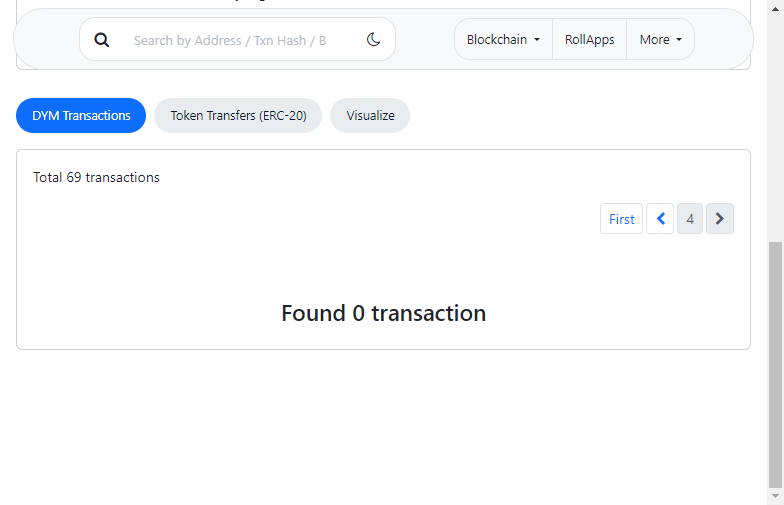 Search by Address / Txn Hash / B
Blockchain
RollApps
More
DYM Transactions
Token Transfers (ERC-20)
Visualize
Total 69 transactions
First
4
Found 0 transaction